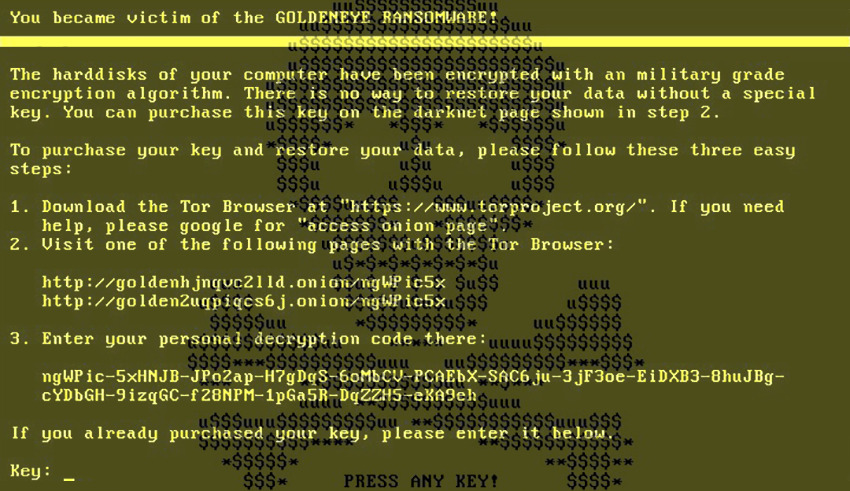 You became victim of the GOLDENEYE RANSOMWARE!
The harddisks of your computer have been encrypted with an military grade
encryption algorithm. There is no way to restore your data without a special
key. You can purchase this key on the darknet page shown in step 2.
To purchase your key and restore your data, please follow these three easy
steps:
1. Download the Tor Browser at "https://www.torproject.org/". If you need
help, please google for "access onion page".
2. Visit one of the following pages with the Tor Browser:
http://goldenhjnqvc2lld.onion/ngWPic5x
http://golden2uqpiqcs6j.onion/ngWPic5x
3. Enter your personal decryption code there:
ngWPic-5xHNJB-JPo2ap-H7gDqS-6oMbCV-PCAEbX-SAC6ju-3jF3oe-EiDXB3-8huJBg-
cYDbGH-9izqGC-f28NPM-1pGa5R-DqZZH5-eXA9eh
If you already purchased your key, please enter it below.
Key: _
PRESS ANY KEY!